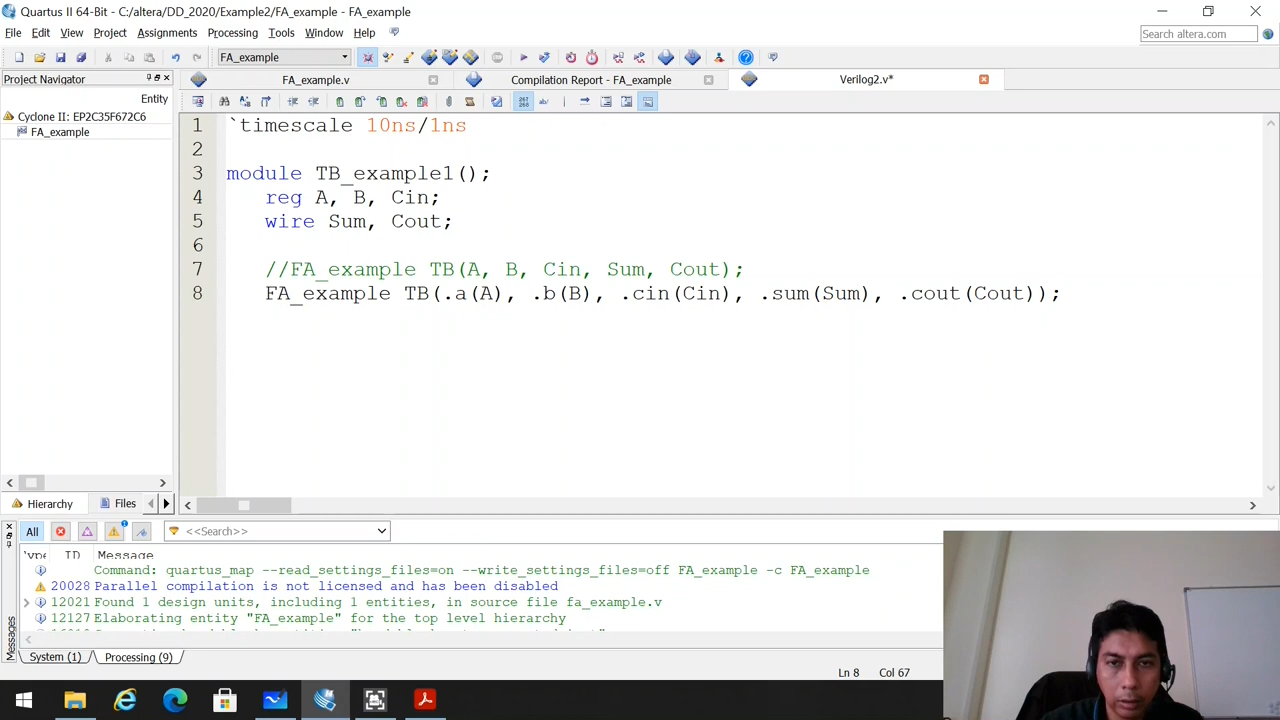 Quartus II 64-Bit - C:/altera/DD_2020/Example2/FA_example - FA_example
File Edit View Project Assignments Processing Tools Window Help
Search altera.com
FA_example
Project Navigator
FA_example.v
Compilation Report - FA_example
Verilog2.v*
Entity
Cyclone II: EP2C35F672C6
FA_example
1 `timescale 10ns/1ns
2
3 module TB_example1();
4 reg A, B, Cin;
5 wire Sum, Cout;
6
7 //FA_example TB(A, B, Cin, Sum, Cout);
8 FA_example TB(.a(A), .b(B), .cin(Cin), .sum(Sum), .cout(Cout));
Hierarchy Files
All
<<Search>>
ID Message
Command: quartus_map --read_settings_files=on --write_settings_files=off FA_example -c FA_example
20028 Parallel compilation is not licensed and has been disabled
12021 Found 1 design units, including 1 entities, in source file fa_example.v
12127 Elaborating entity "FA_example" for the top level hierarchy
Messages
System (1) Processing (9)
Ln 8 Col 67